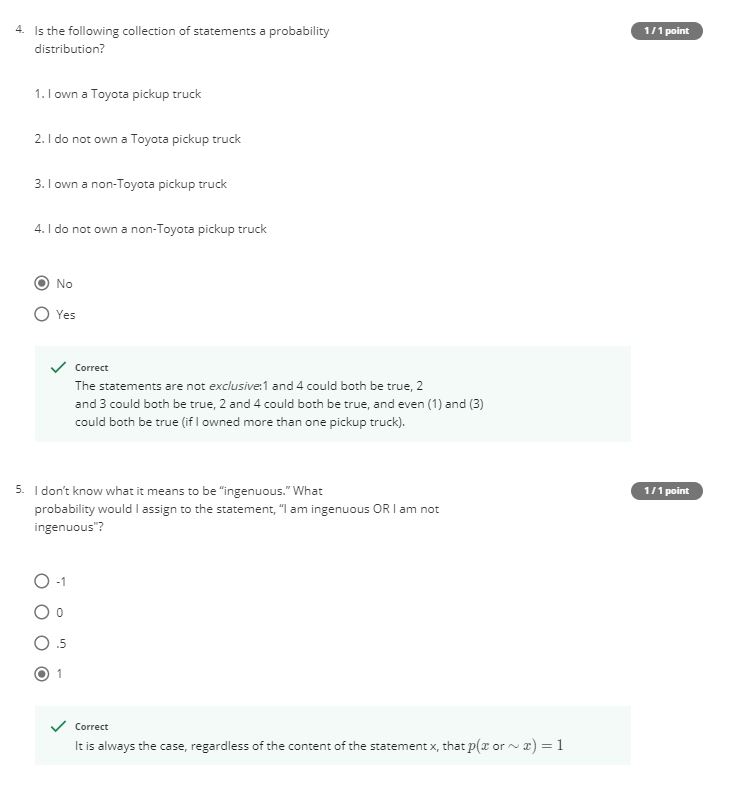 4. Is the following collection of statements a probability
distribution?
1 / 1 point
1. I own a Toyota pickup truck
2. I do not own a Toyota pickup truck
3. I own a non-Toyota pickup truck
4. I do not own a non-Toyota pickup truck
No
Yes
Correct
The statements are not exclusive:1 and 4 could both be true, 2
and 3 could both be true, 2 and 4 could both be true, and even (1) and (3)
could both be true (if I owned more than one pickup truck).
5. I don't know what it means to be "ingenuous." What
probability would I assign to the statement, "I am ingenuous OR I am not
ingenuous"?
1 / 1 point
-1
0
.5
1
Correct
It is always the case, regardless of the content of the statement x, that p(x or ∼ x) = 1